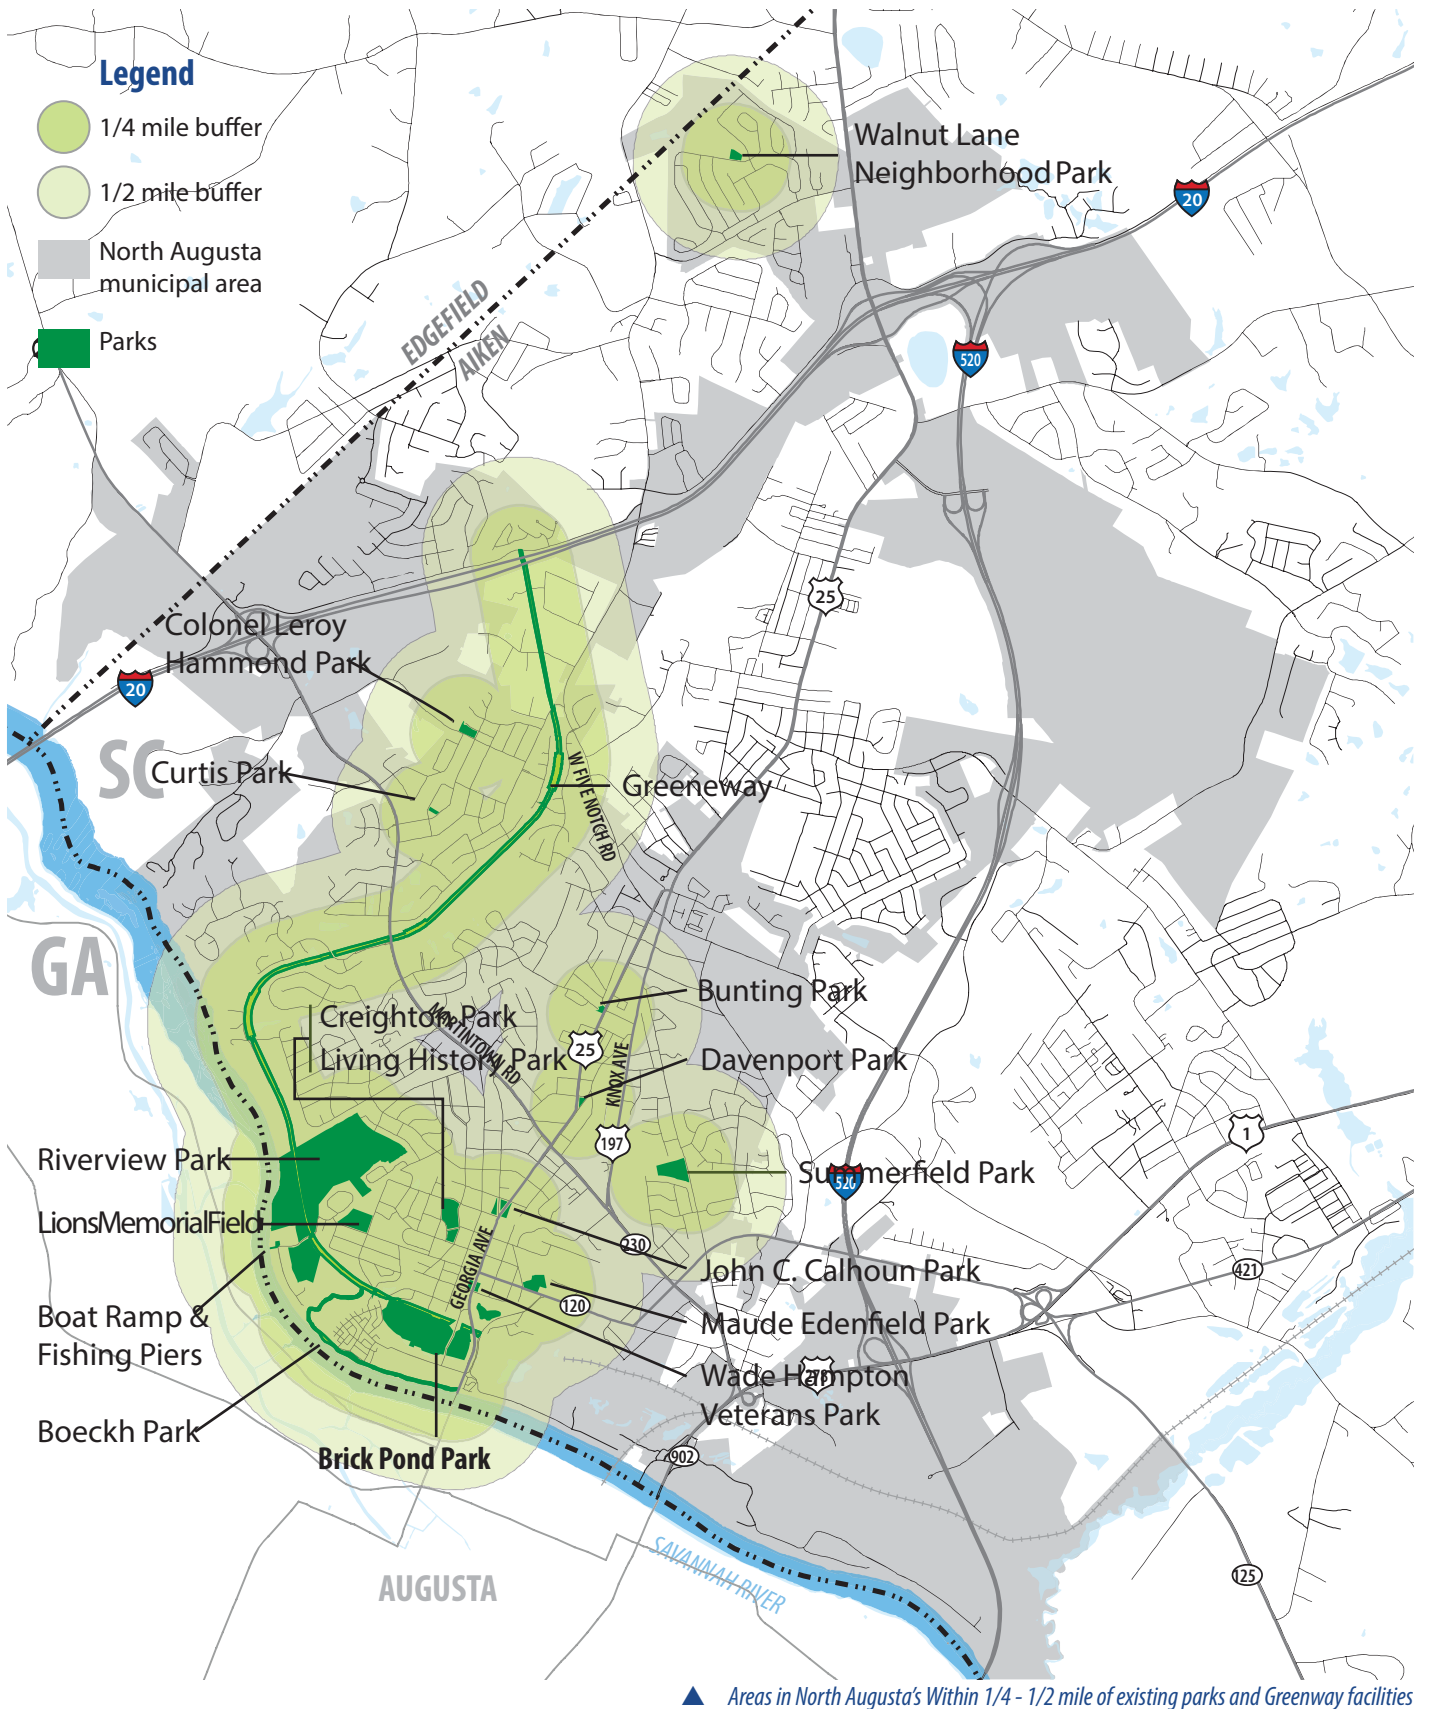 Legend
1/4 mile buffer
1/2 mile buffer
North Augusta
municipal area
Parks
Walnut Lane
Neighborhood Park
20
520
EDGEFIELD
AIKEN
25
Colonel Leroy
Hammond Park
20
SC
Curtis Park
Greeneway
W FIVE NOTCH RD
GA
Bunting Park
Creighton Park
Living History Park
MARTINTOWN RD
25
KNOX AVE
Davenport Park
197
1
Riverview Park
Summerfield Park
520
LionsMemorialField
GEORGIA AVE
230
421
John C. Calhoun Park
120
Boat Ramp &
Fishing Piers
Maude Edenfield Park
Wade Hampton
Veterans Park
278
Boeckh Park
Brick Pond Park
902
SAVANNAH RIVER
AUGUSTA
125
Areas in North Augusta's Within 1/4 - 1/2 mile of existing parks and Greenway facilities